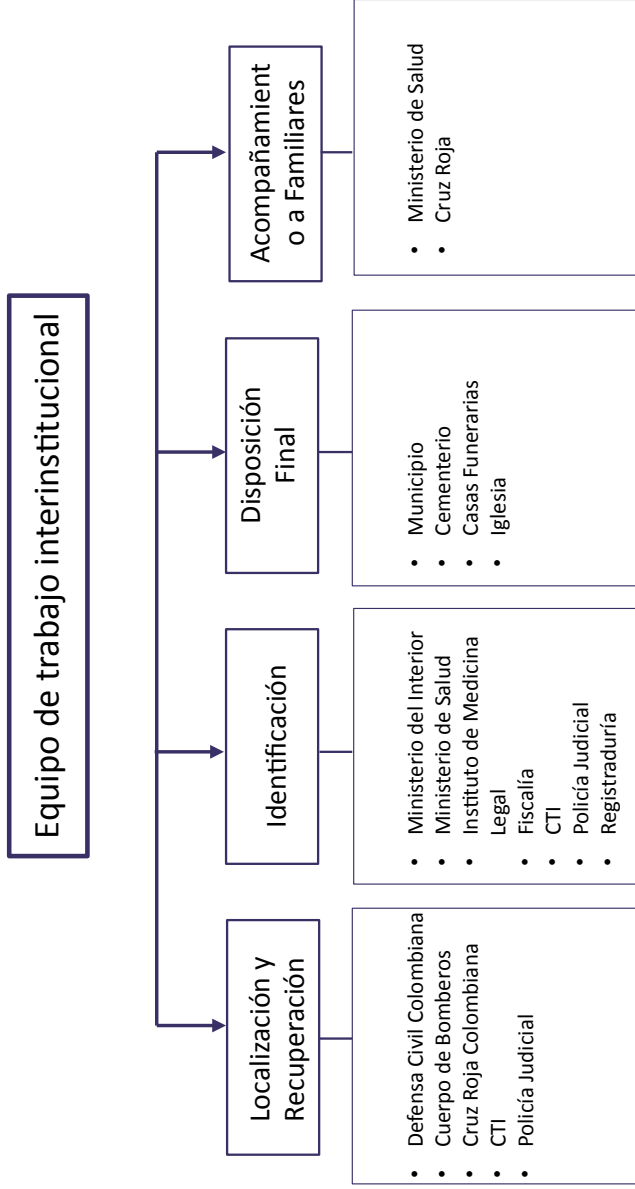 Equipo de trabajo interinstitucional
Localización y
Recuperación
• Defensa Civil Colombiana
• Cuerpo de Bomberos
• Cruz Roja Colombiana
• CTI
• Policía Judicial
Identificación
• Ministerio del Interior
• Ministerio de Salud
• Instituto de Medicina
Legal
• Fiscalía
• CTI
• Policía Judicial
• Registraduría
Disposición
Final
• Municipio
• Cementerio
• Casas Funerarias
• Iglesia
Acompañamient
o a Familiares
• Ministerio de Salud
• Cruz Roja